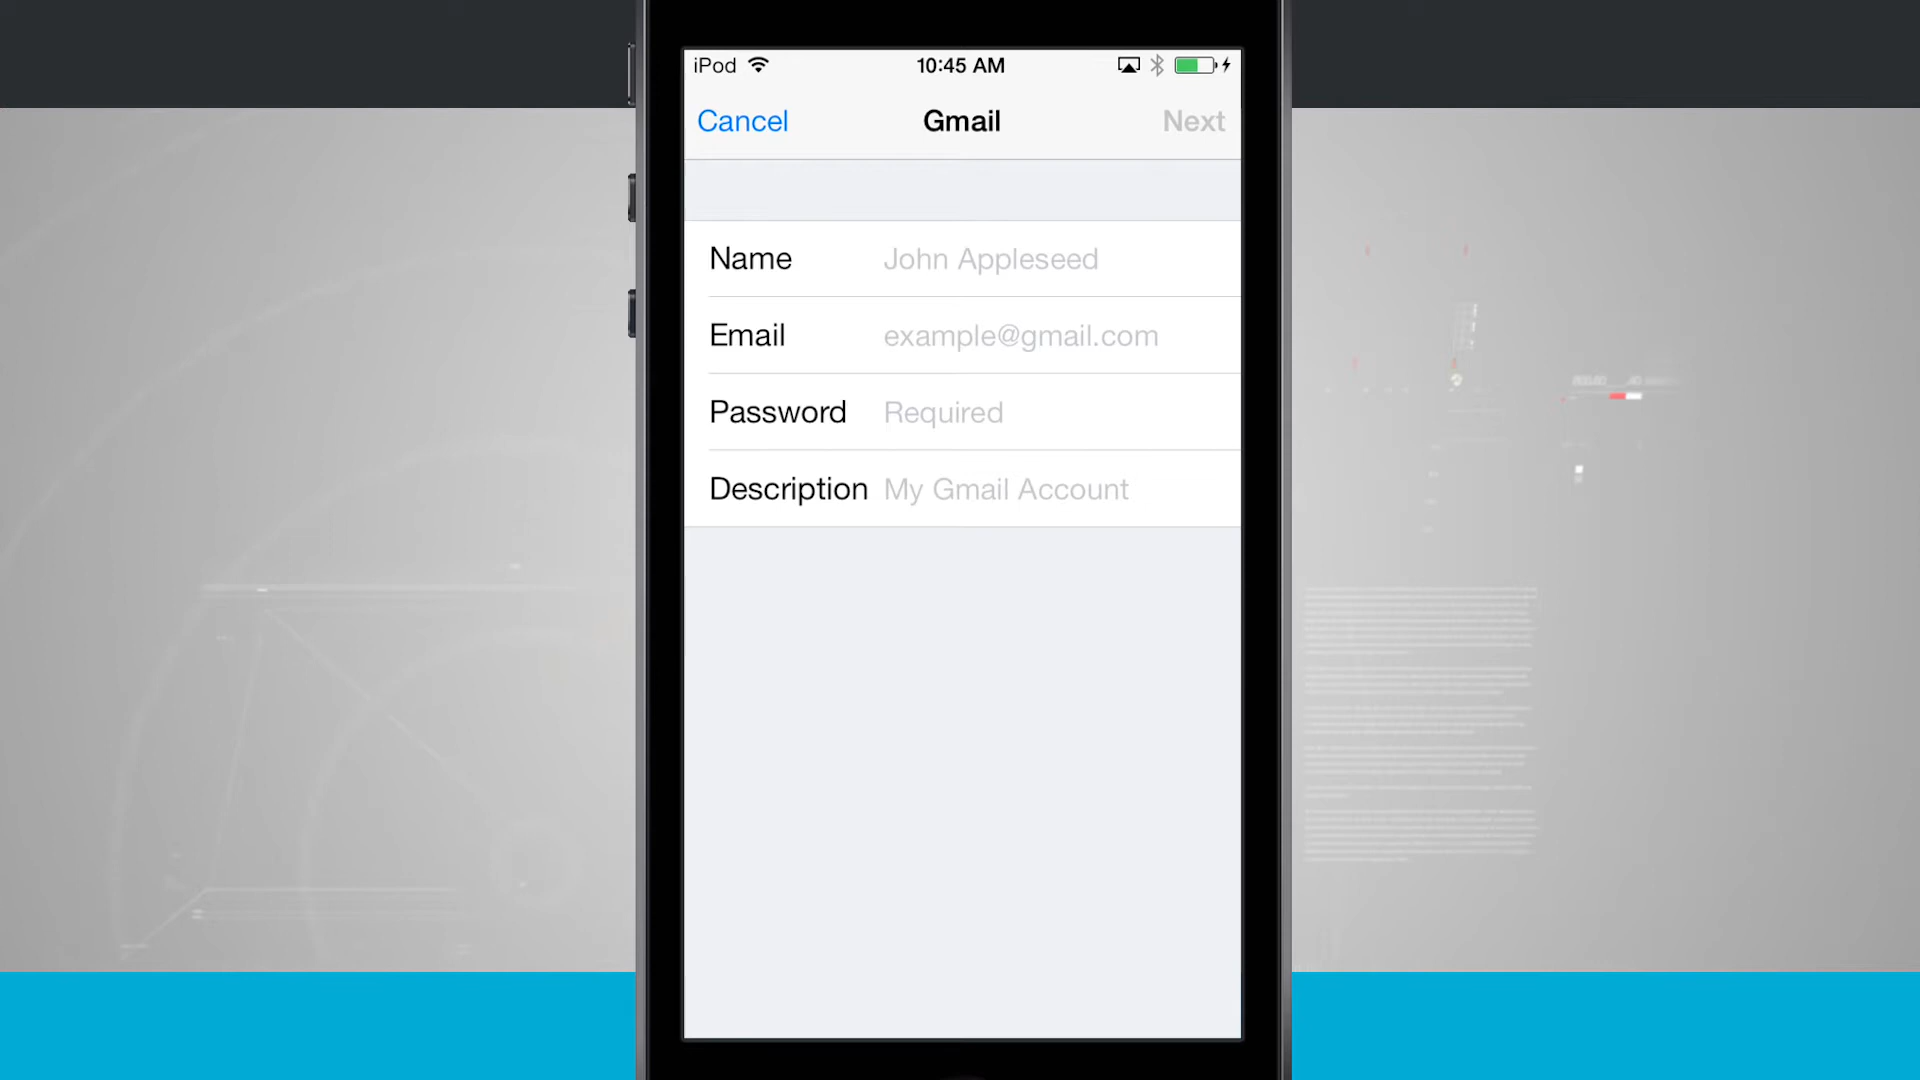 iPod 10:45 AM
Cancel Gmail Next
Name John Appleseed
Email example@gmail.com
Password Required
Description My Gmail Account